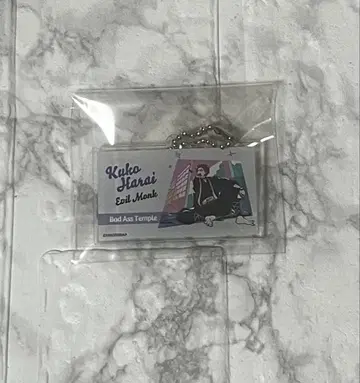 Kuko
Harai
Evil Monk
Bad Ass Temple